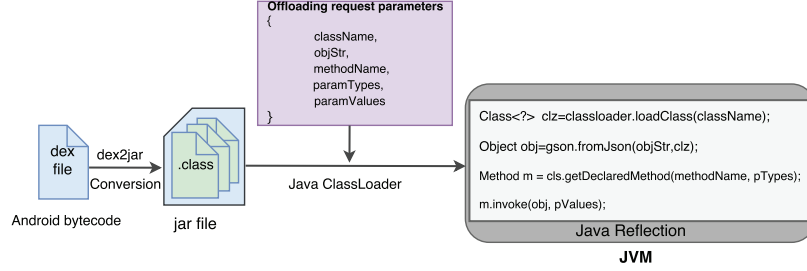 Offloading request parameters
{
className,
objStr,
methodName,
paramTypes,
paramValues
}
dex
file
Android bytecode
dex2jar
Conversion
.class
jar file
Java ClassLoader
Class<?> clz=classloader.loadClass(className);
Object obj=gson.fromJson(objStr,clz);
Method m = cls.getDeclaredMethod(methodName, pTypes);
m.invoke(obj, pValues);
Java Reflection
JVM